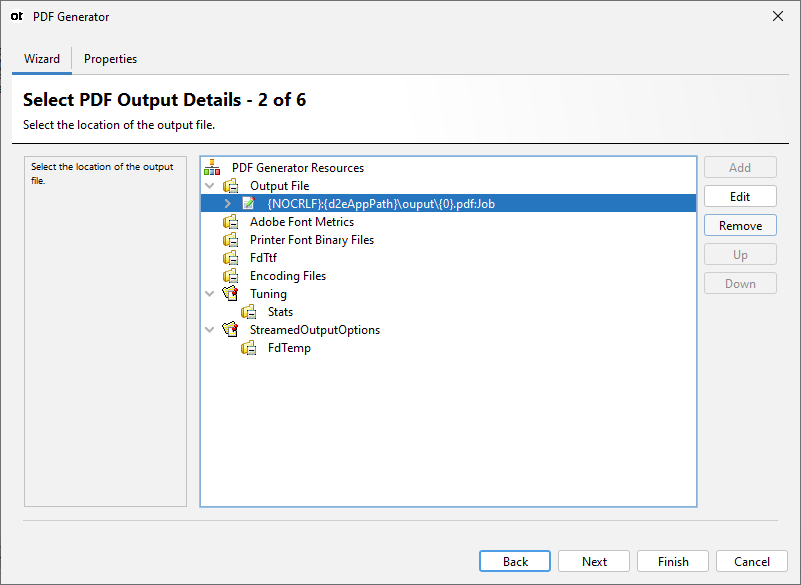 ot PDF Generator
Wizard Properties
Select PDF Output Details - 2 of 6
Select the location of the output file.
Select the location of the output
file.
PDF Generator Resources
Output File
{NOCRLF}:{d2eAppPath}\ouput\{0}.pdf:Job
Adobe Font Metrics
Printer Font Binary Files
FdTtf
Encoding Files
Tuning
Stats
StreamedOutputOptions
FdTemp
Add
Edit
Remove
Up
Down
Back Next Finish Cancel